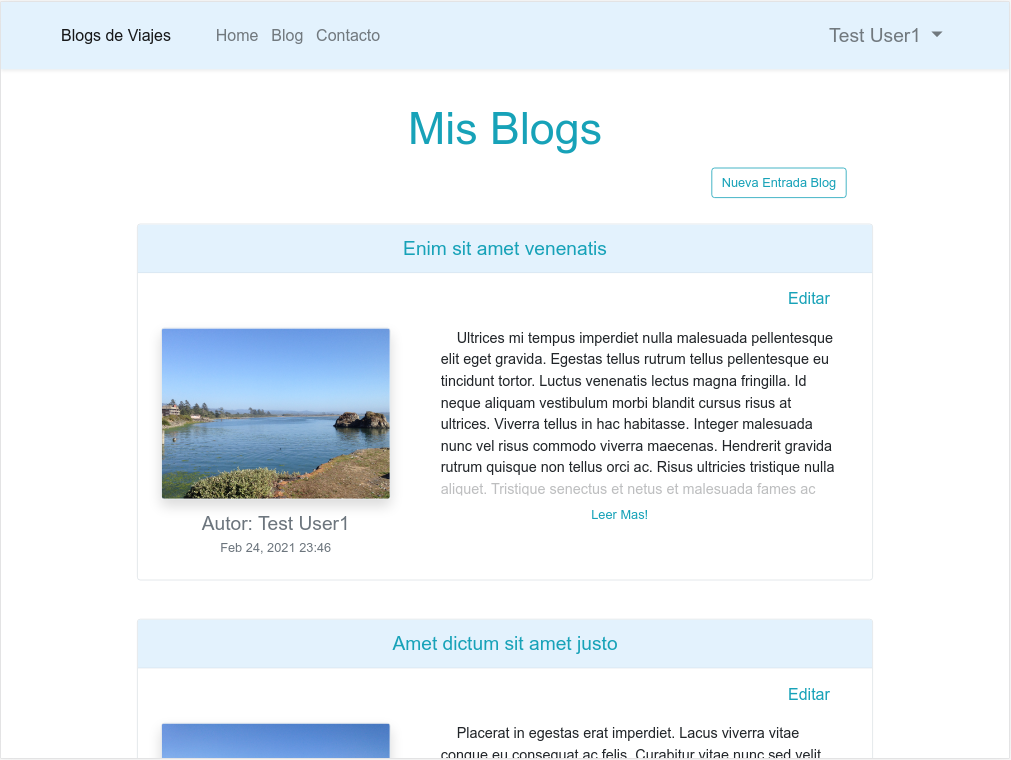 Blogs de Viajes Home Blog Contacto Test User1
Mis Blogs
Nueva Entrada Blog
Enim sit amet venenatis
Editar
Ultrices mi tempus imperdiet nulla malesuada pellentesque
elit eget gravida. Egestas tellus rutrum tellus pellentesque eu
tincidunt tortor. Luctus venenatis lectus magna fringilla. Id
neque aliquam vestibulum morbi blandit cursus risus at
ultrices. Viverra tellus in hac habitasse. Integer malesuada
nunc vel risus commodo viverra maecenas. Hendrerit gravida
rutrum quisque non tellus orci ac. Risus ultricies tristique nulla
aliquet. Tristique senectus et netus et malesuada fames ac
Leer Mas!
Autor: Test User1
Feb 24, 2021 23:46
Amet dictum sit amet justo
Editar
Placerat in egestas erat imperdiet. Lacus viverra vitae
congue eu consequat ac felis. Curabitur vitae nunc sed velit